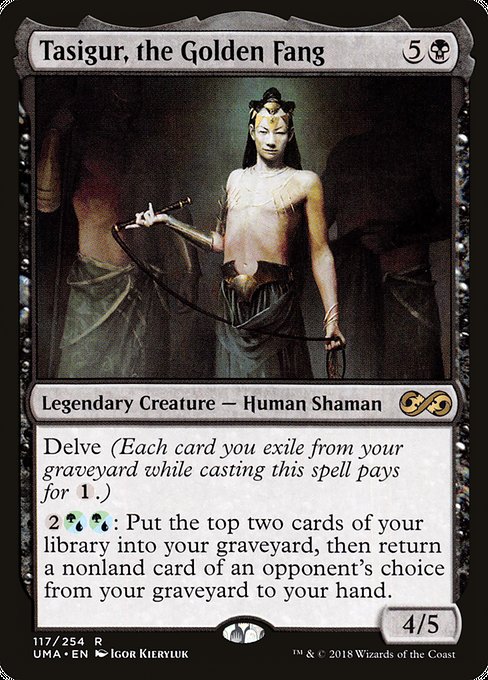 Tasigur, the Golden Fang 5
Legendary Creature — Human Shaman
Delve (Each card you exile from your
graveyard while casting this spell pays
for 1.)
2: Put the top two cards of your
library into your graveyard, then return
a nonland card of an opponent's choice
from your graveyard to your hand.
4/5
117/254 R
UMA • EN Igor Kieryluk
™ & © 2018 Wizards of the Coast